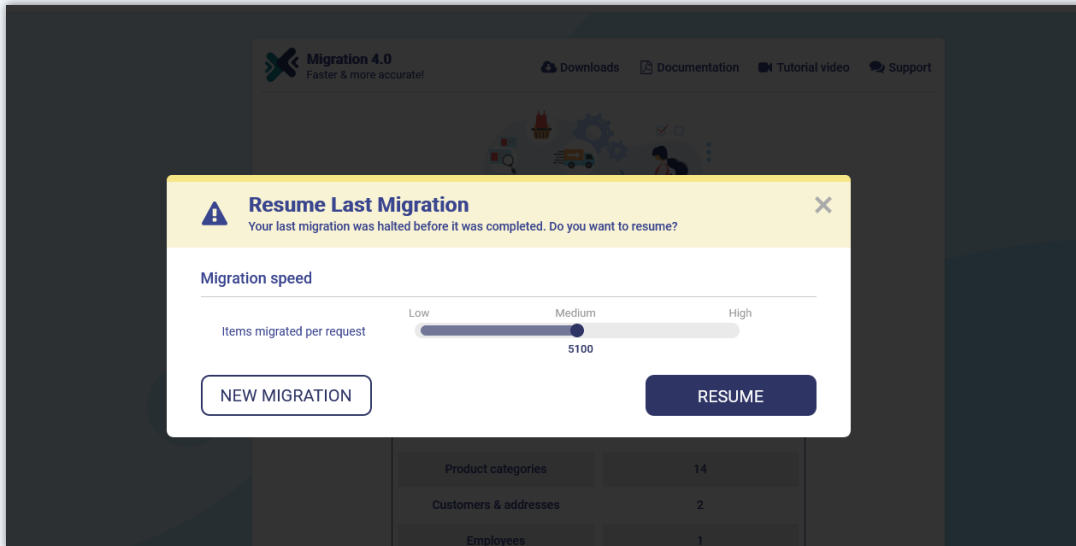 Migration 4.0
Faster & more accurate!
Downloads Documentation Tutorial video Support
Resume Last Migration
Your last migration was halted before it was completed. Do you want to resume?
Migration speed
Low Medium High
Items migrated per request
5100
NEW MIGRATION RESUME
Product categories 14
Customers & addresses 2
Employees 1